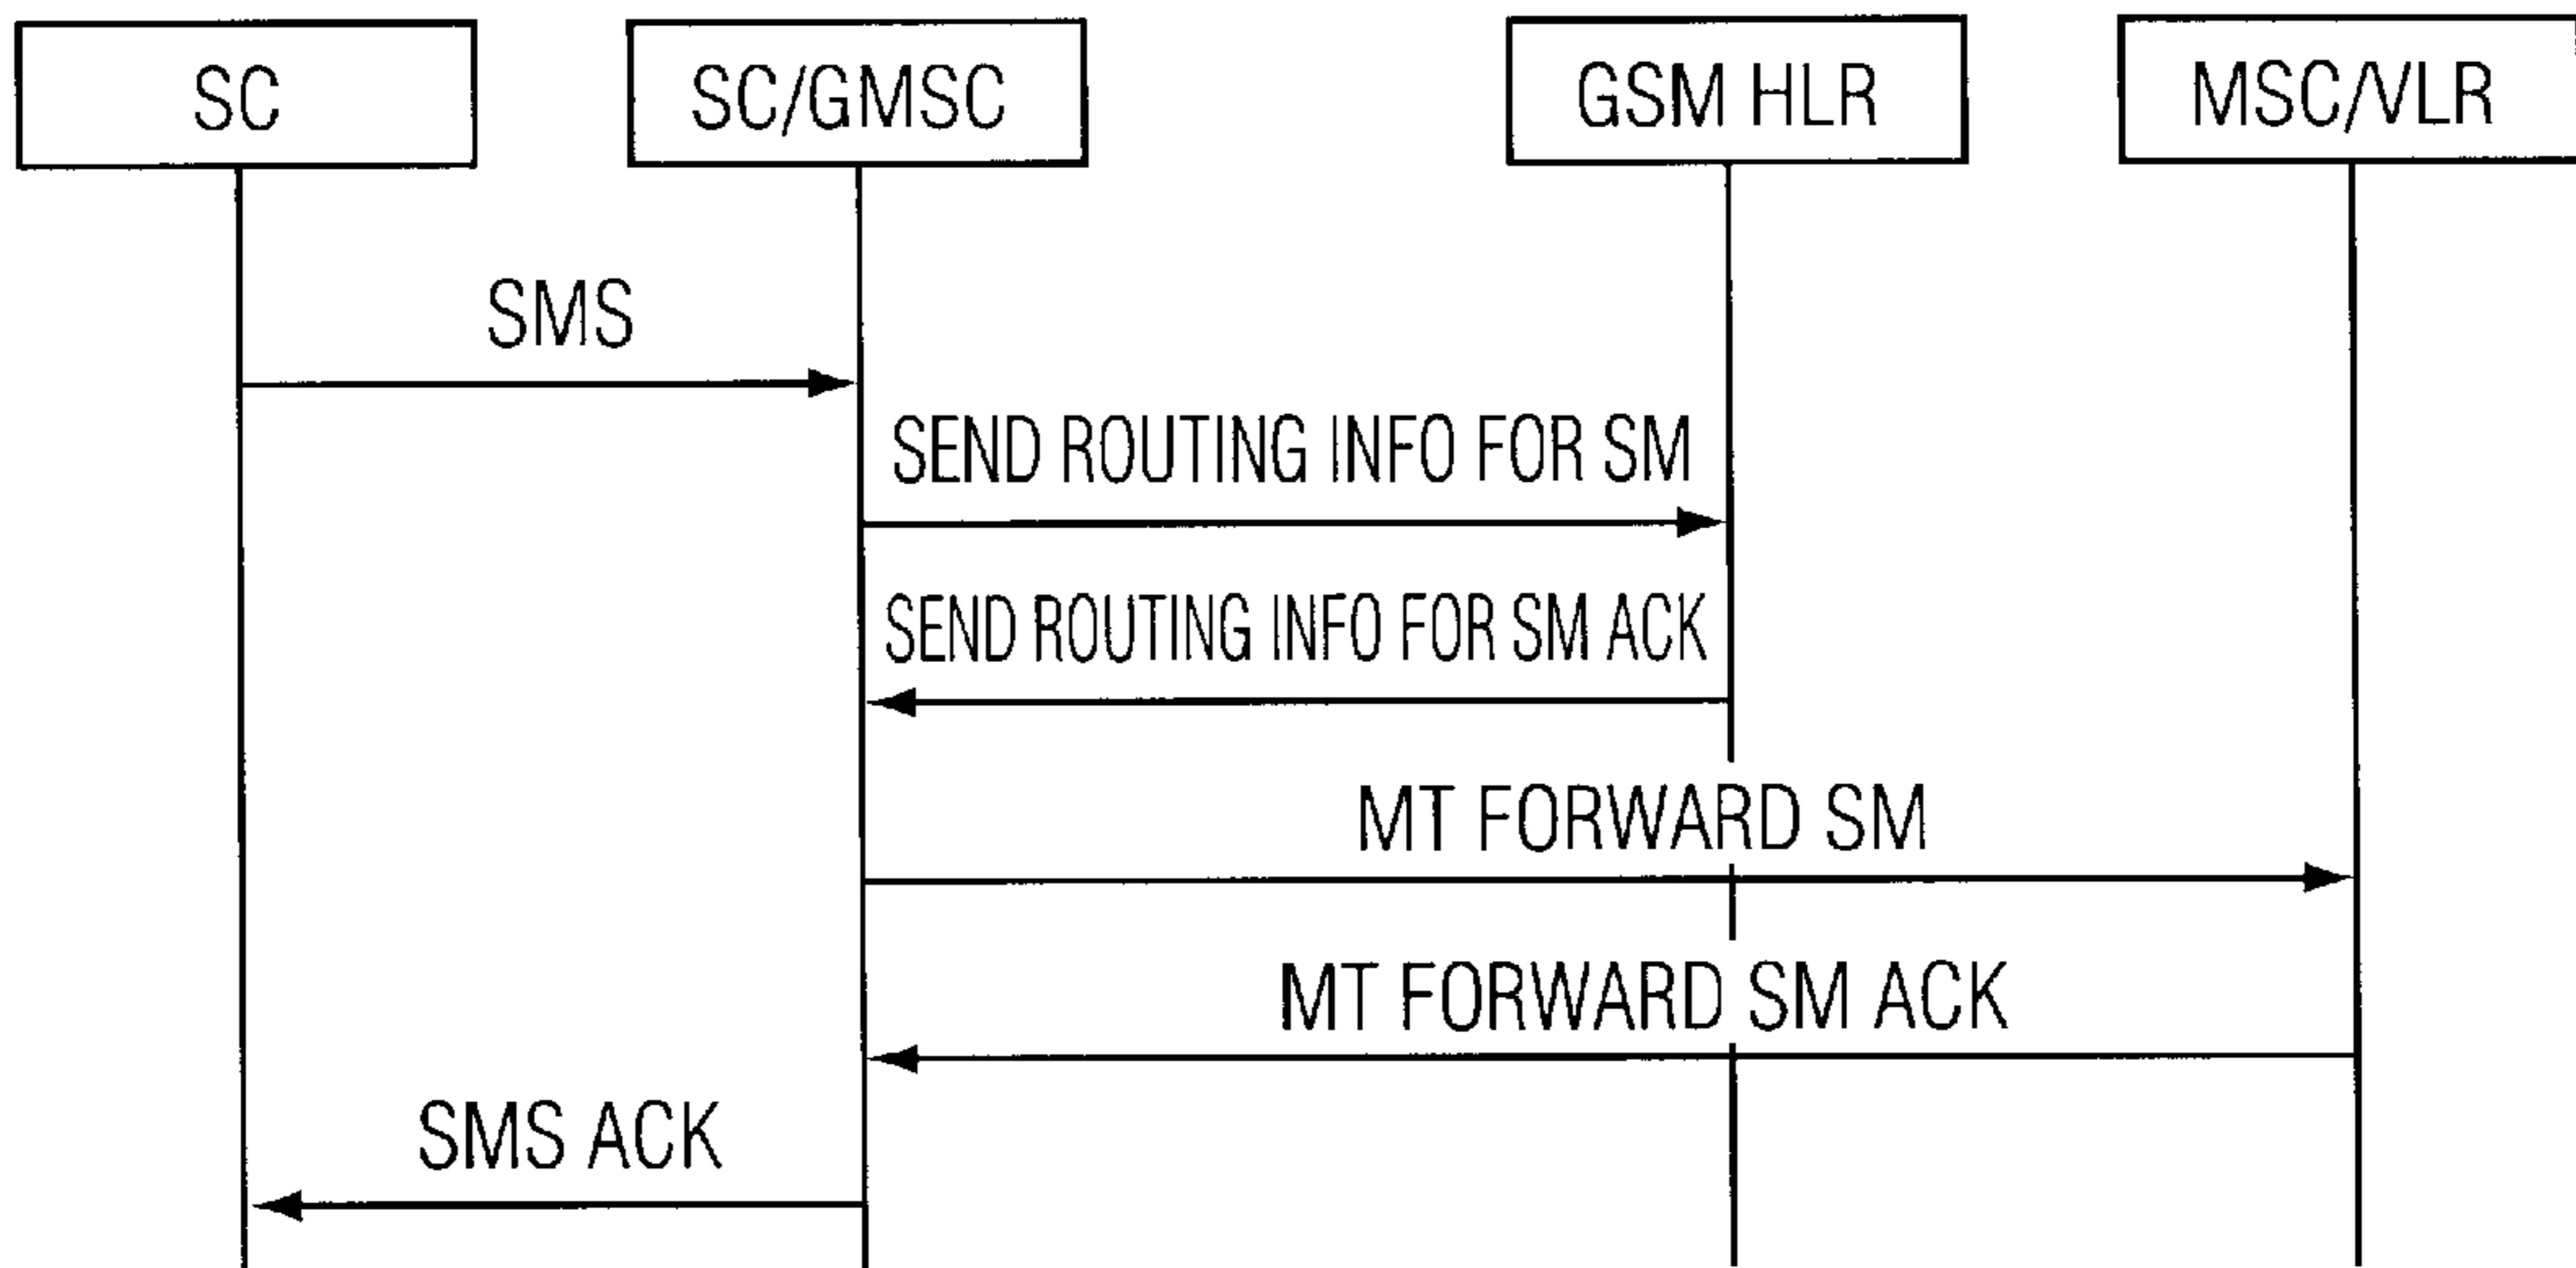 SC
SC/GMSC
GSM HLR
MSC/VLR
SMS
SEND ROUTING INFO FOR SM
SEND ROUTING INFO FOR SM ACK
MT FORWARD SM
MT FORWARD SM ACK
SMS ACK